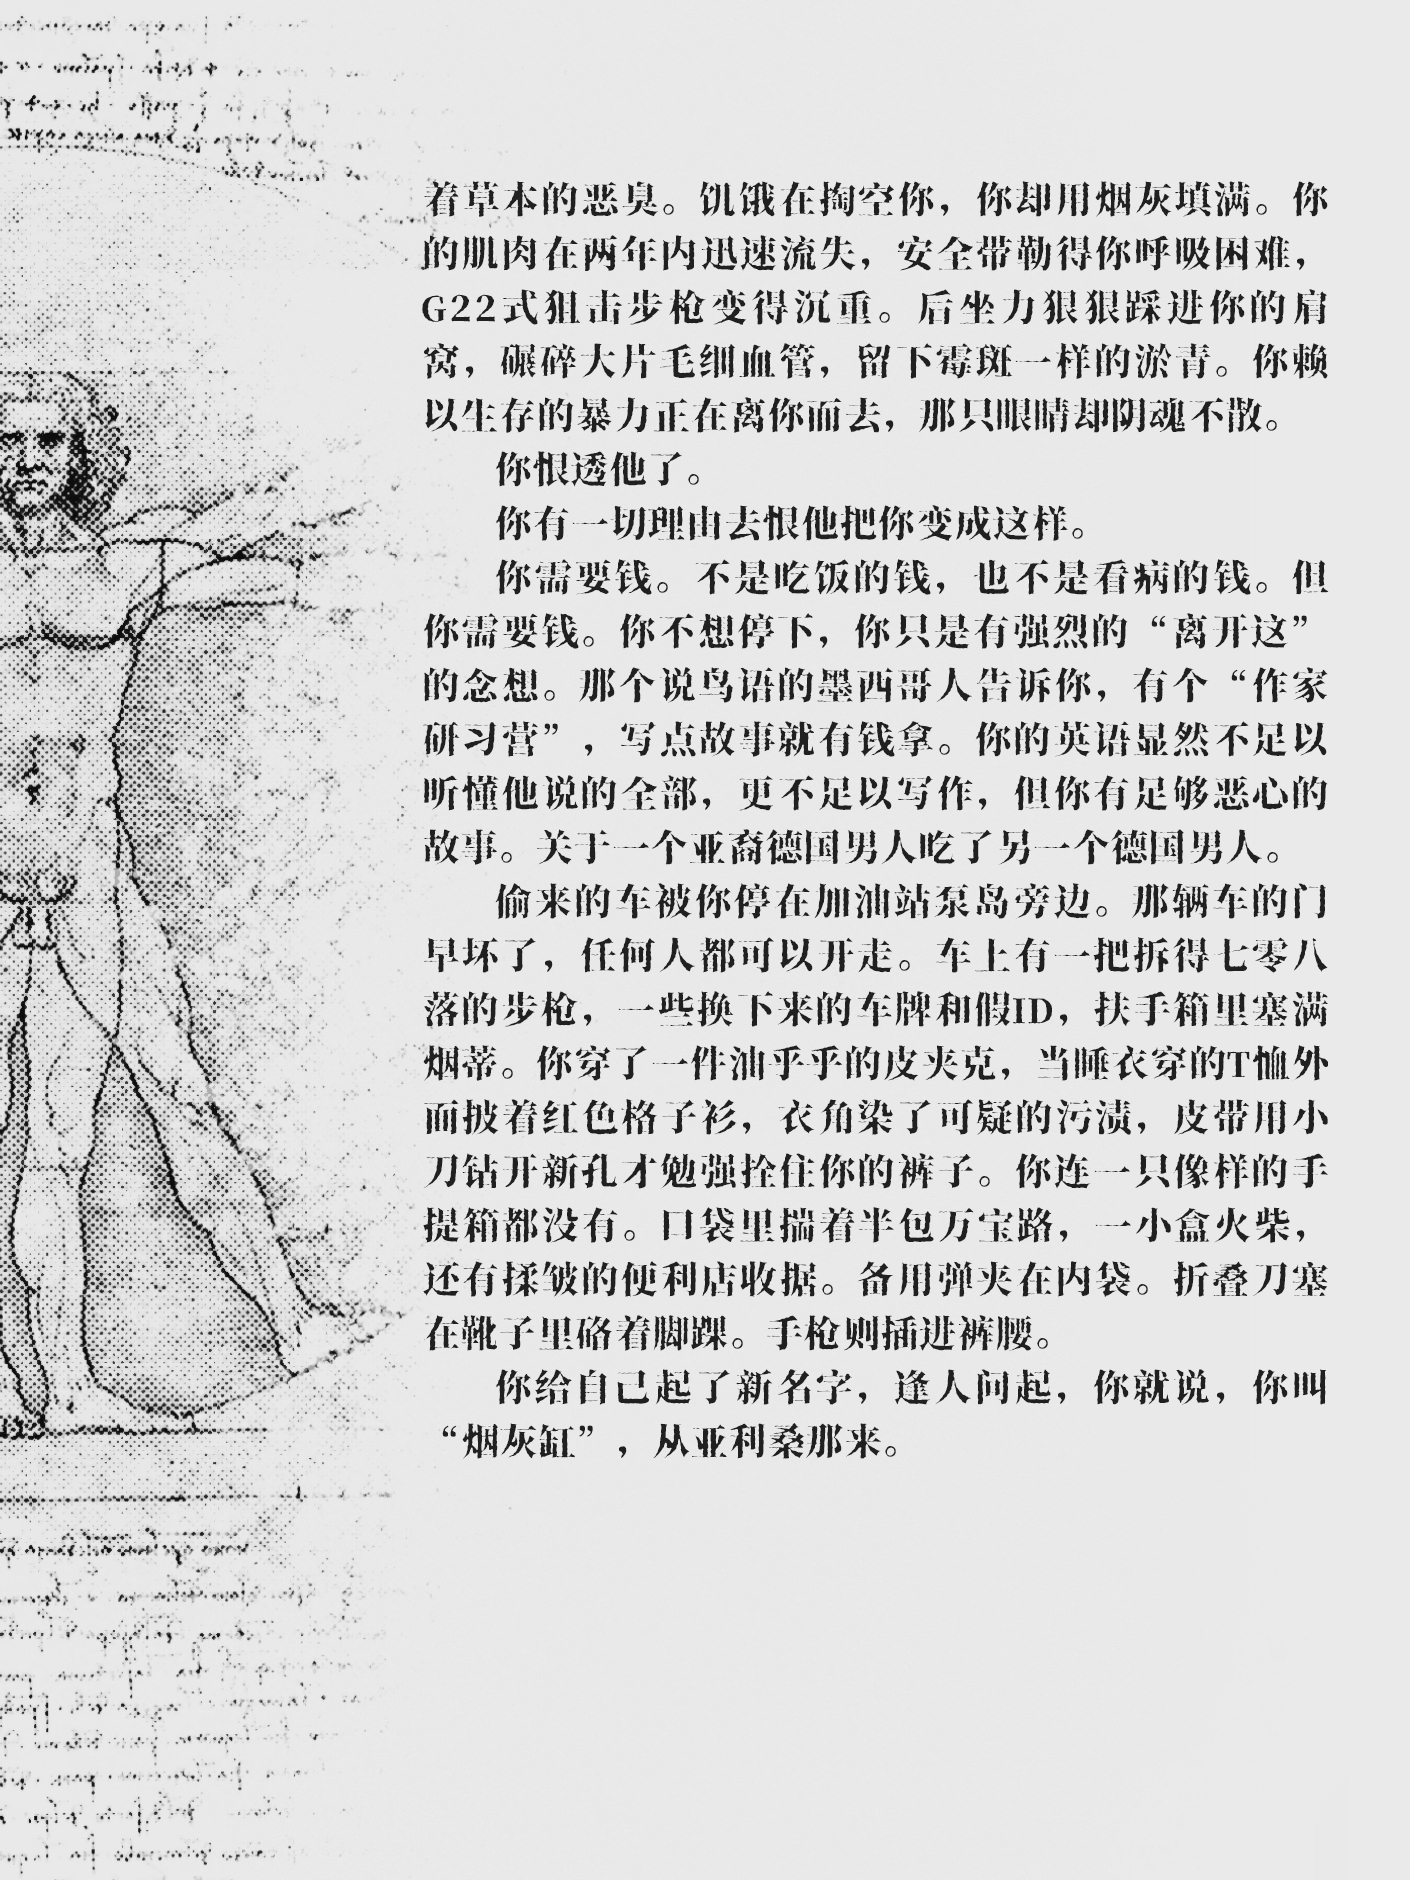 着草本的恶臭。饥饿在掏空你，你却用烟灰填满。你
的肌肉在两年内迅速流失，安全带勒得你呼吸困难，
G22式狙击步枪变得沉重。后坐力狠狠踩进你的肩
窝，碾碎大片毛细血管，留下霉斑一样的淤青。你赖
以生存的暴力正在离你而去，那只眼睛却阴魂不散。
你恨透他了。
你有一切理由去恨他把你变成这样。
你需要钱。不是吃饭的钱，也不是看病的钱。但
你需要钱。你不想停下，你只是有强烈的“离开这”
的念想。那个说鸟语的墨西哥人告诉你，有个“作家
研习营”，写点故事就有钱拿。你的英语显然不足以
听懂他说的全部，更不足以写作，但你有足够恶心的
故事。关于一个亚裔德国男人吃了另一个德国男人。
偷来的车被你停在加油站泵岛旁边。那辆车的门
早坏了，任何人都可以开走。车上有一把拆得七零八
落的步枪，一些换下来的车牌和假ID，扶手箱里塞满
烟蒂。你穿了一件油乎乎的皮夹克，当睡衣穿的T恤外
面披着红色格子衫，衣角染了可疑的污渍，皮带用小
刀钻开新孔才勉强拴住你的裤子。你连一只像样的手
提箱都没有。口袋里揣着半包万宝路，一小盒火柴，
还有揉皱的便利店收据。备用弹夹在内袋。折叠刀塞
在靴子里硌着脚踝。手枪则插进裤腰。
你给自己起了新名字，逢人问起，你就说，你叫
“烟灰缸”，从亚利桑那来。